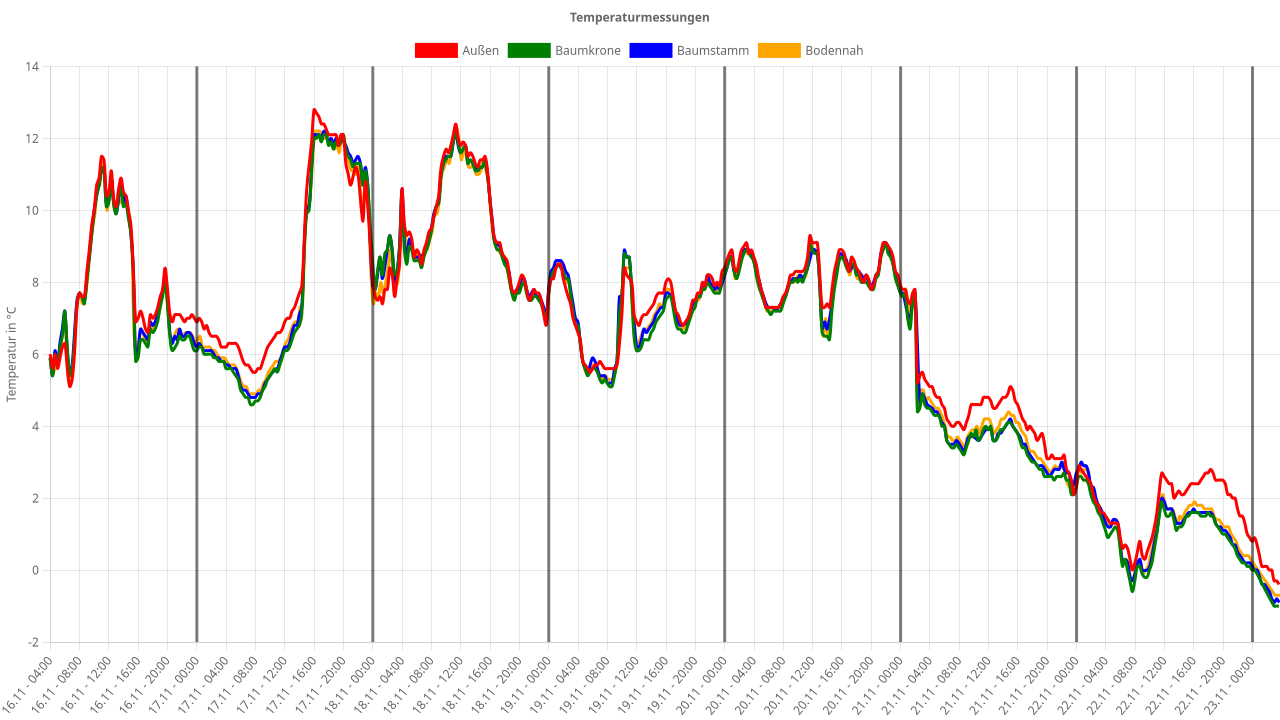 Temperaturmessungen
Außen Baumkrone Baumstamm Bodennah
Temperatur in °C
14
12
10
8
6
4
2
0
-2
16.11 - 04:00
16.11 - 08:00
16.11 - 12:00
16.11 - 16:00
16.11 - 20:00
17.11 - 00:00
17.11 - 04:00
17.11 - 08:00
17.11 - 12:00
17.11 - 16:00
17.11 - 20:00
18.11 - 00:00
18.11 - 04:00
18.11 - 08:00
18.11 - 12:00
18.11 - 16:00
18.11 - 20:00
19.11 - 00:00
19.11 - 04:00
19.11 - 08:00
19.11 - 12:00
19.11 - 16:00
19.11 - 20:00
20.11 - 00:00
20.11 - 04:00
20.11 - 08:00
20.11 - 12:00
20.11 - 16:00
20.11 - 20:00
21.11 - 00:00
21.11 - 04:00
21.11 - 08:00
21.11 - 12:00
21.11 - 16:00
21.11 - 20:00
22.11 - 00:00
22.11 - 04:00
22.11 - 08:00
22.11 - 12:00
22.11 - 16:00
22.11 - 20:00
23.11 - 00:00